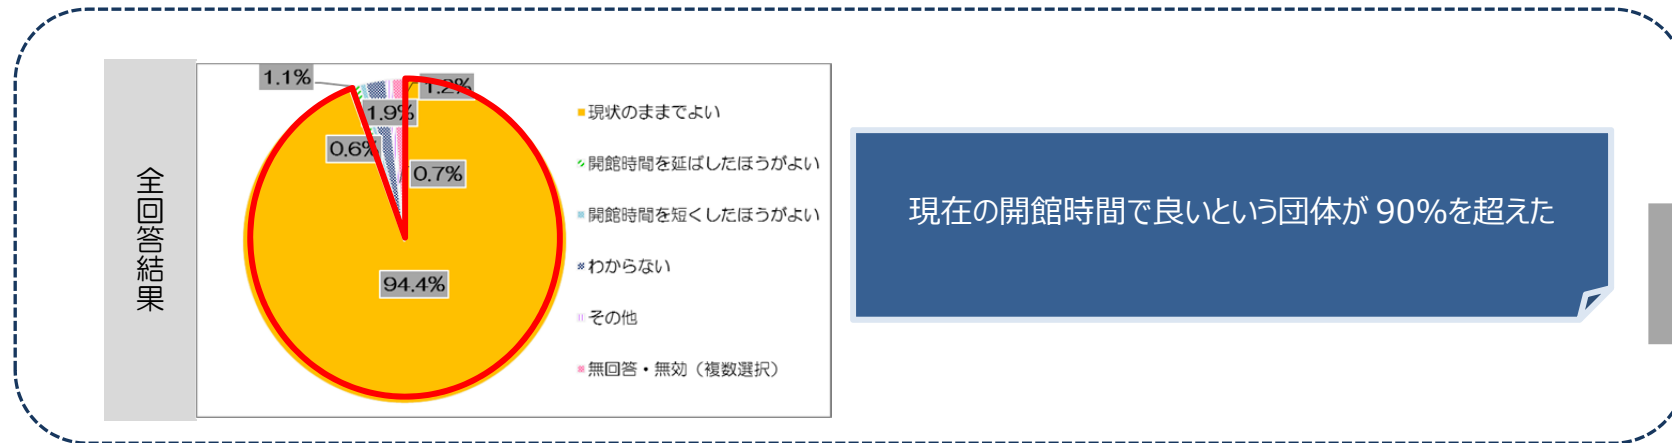 全回答結果
1.1%
1.2%
1.9%
0.6%
0.7%
94.4%
現状のままでよい
開館時間を延ばしたほうがよい
開館時間を短くしたほうがよい
わからない
その他
無回答・無効（複数選択）
現在の開館時間で良いという団体が 90%を超えた